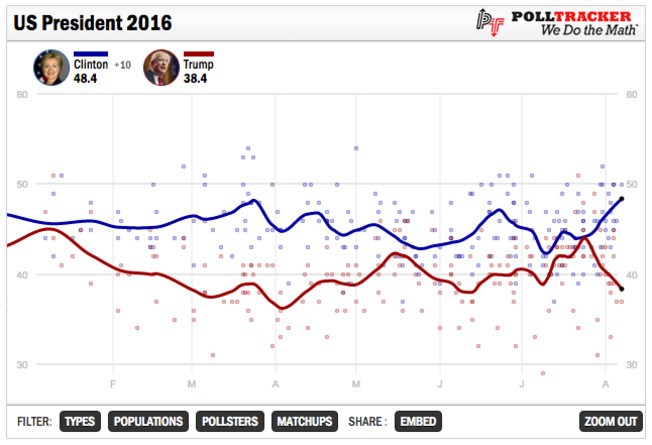 US President 2016
POLLTRACKER
We Do the Math™
Clinton +10
48.4
Trump
38.4
60 60
50 50
40 40
30 30
F M A M J J A
FILTER: TYPES POPULATIONS POLLSTERS MATCHUPS SHARE : EMBED ZOOM OUT